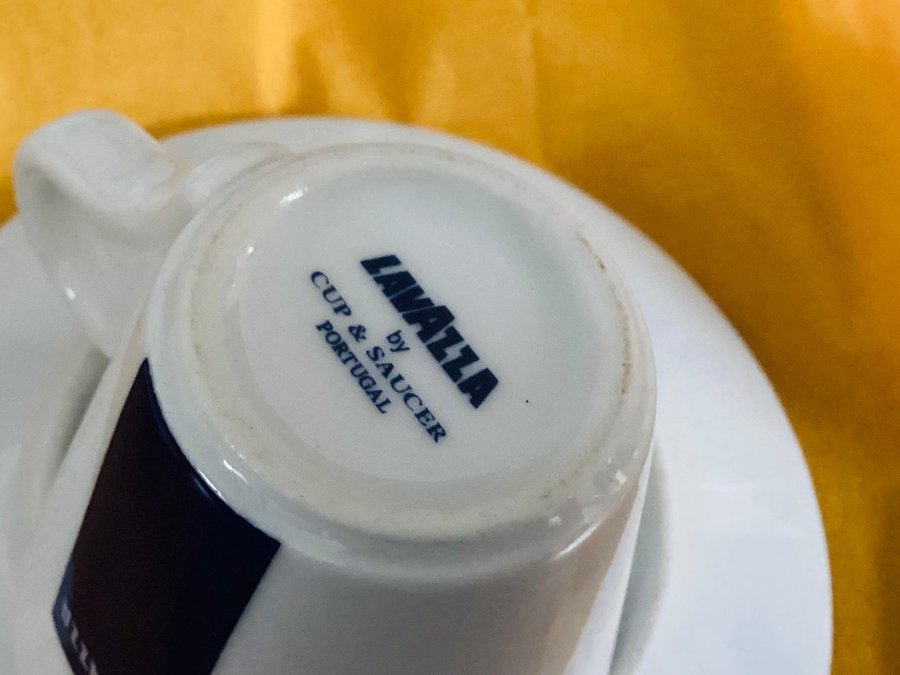 LAVAZZA
by
CUP & SAUCER
PORTUGAL